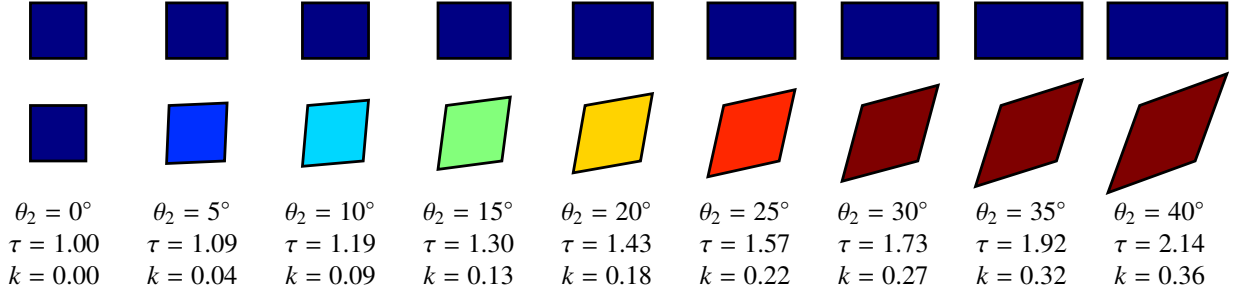 θ₂ = 0° θ₂ = 5° θ₂ = 10° θ₂ = 15° θ₂ = 20° θ₂ = 25° θ₂ = 30° θ₂ = 35° θ₂ = 40°
τ = 1.00 τ = 1.09 τ = 1.19 τ = 1.30 τ = 1.43 τ = 1.57 τ = 1.73 τ = 1.92 τ = 2.14
k = 0.00 k = 0.04 k = 0.09 k = 0.13 k = 0.18 k = 0.22 k = 0.27 k = 0.32 k = 0.36